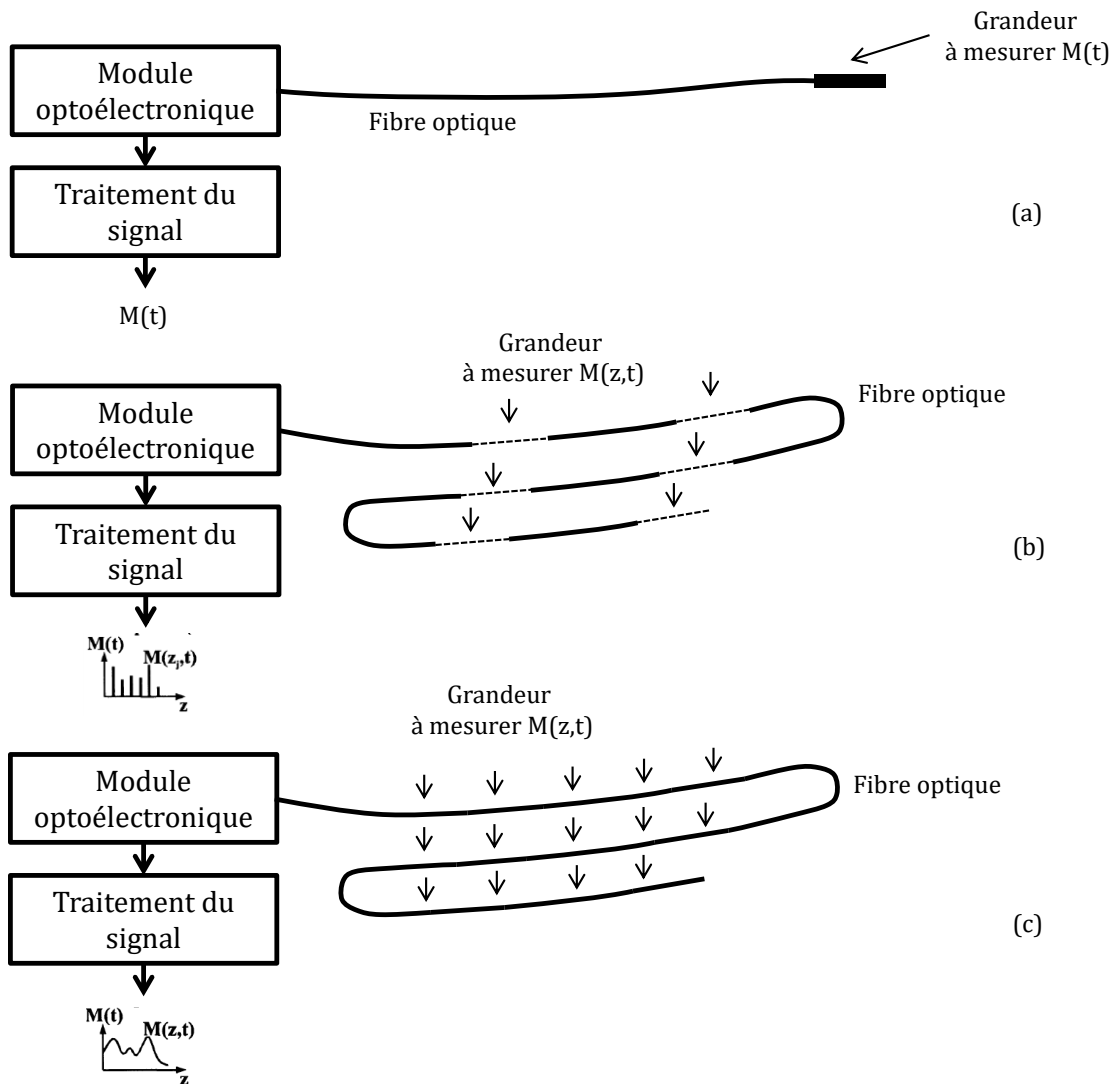 Grandeur
à mesurer M(t)
Module
optoélectronique
Fibre optique
Traitement du
signal
(a)
M(t)
Grandeur
à mesurer M(z,t)
Fibre optique
Module
optoélectronique
Traitement du
signal
(b)
M(t)
M(zj,t)
z
Grandeur
à mesurer M(z,t)
Module
optoélectronique
Fibre optique
Traitement du
signal
(c)
M(t)
M(z,t)
z